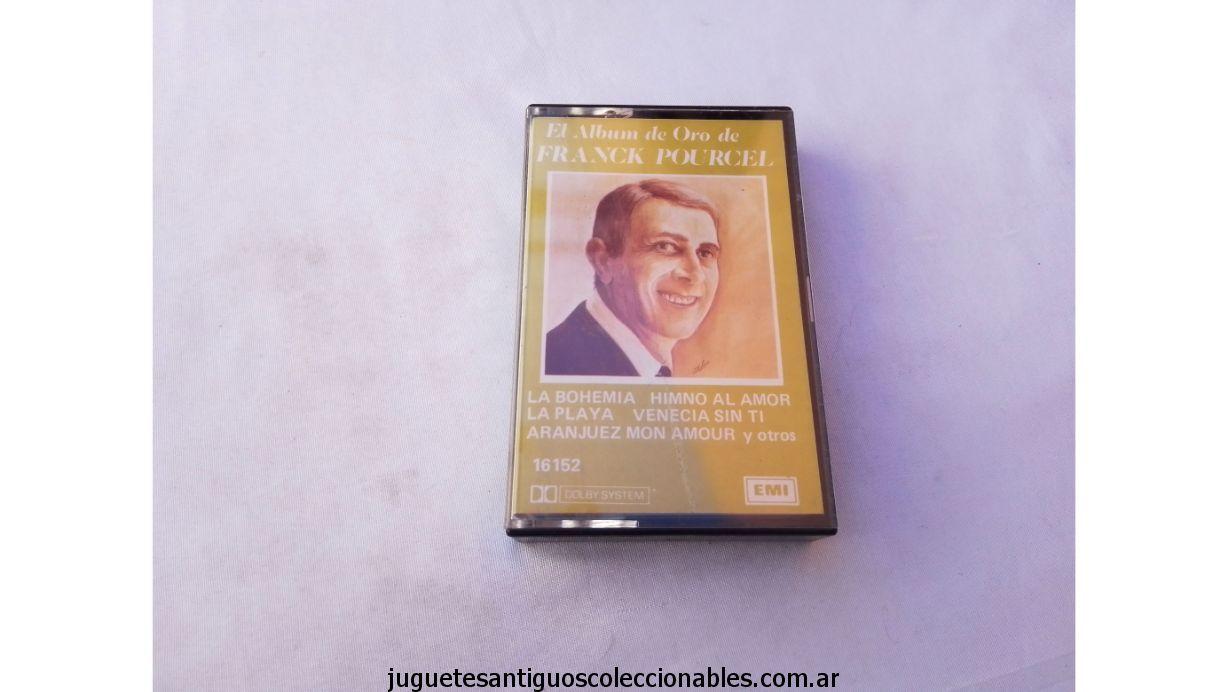 El Album de Oro de
FRANCK POURCEL
LA BOHEMIA HIMNO AL AMOR
LA PLAYA VENECIA SIN TI
ARANJUEZ MON AMOUR y otros
16152
DOLBY SYSTEM
EMI
juguetesantiguoscoleccionables.com.ar